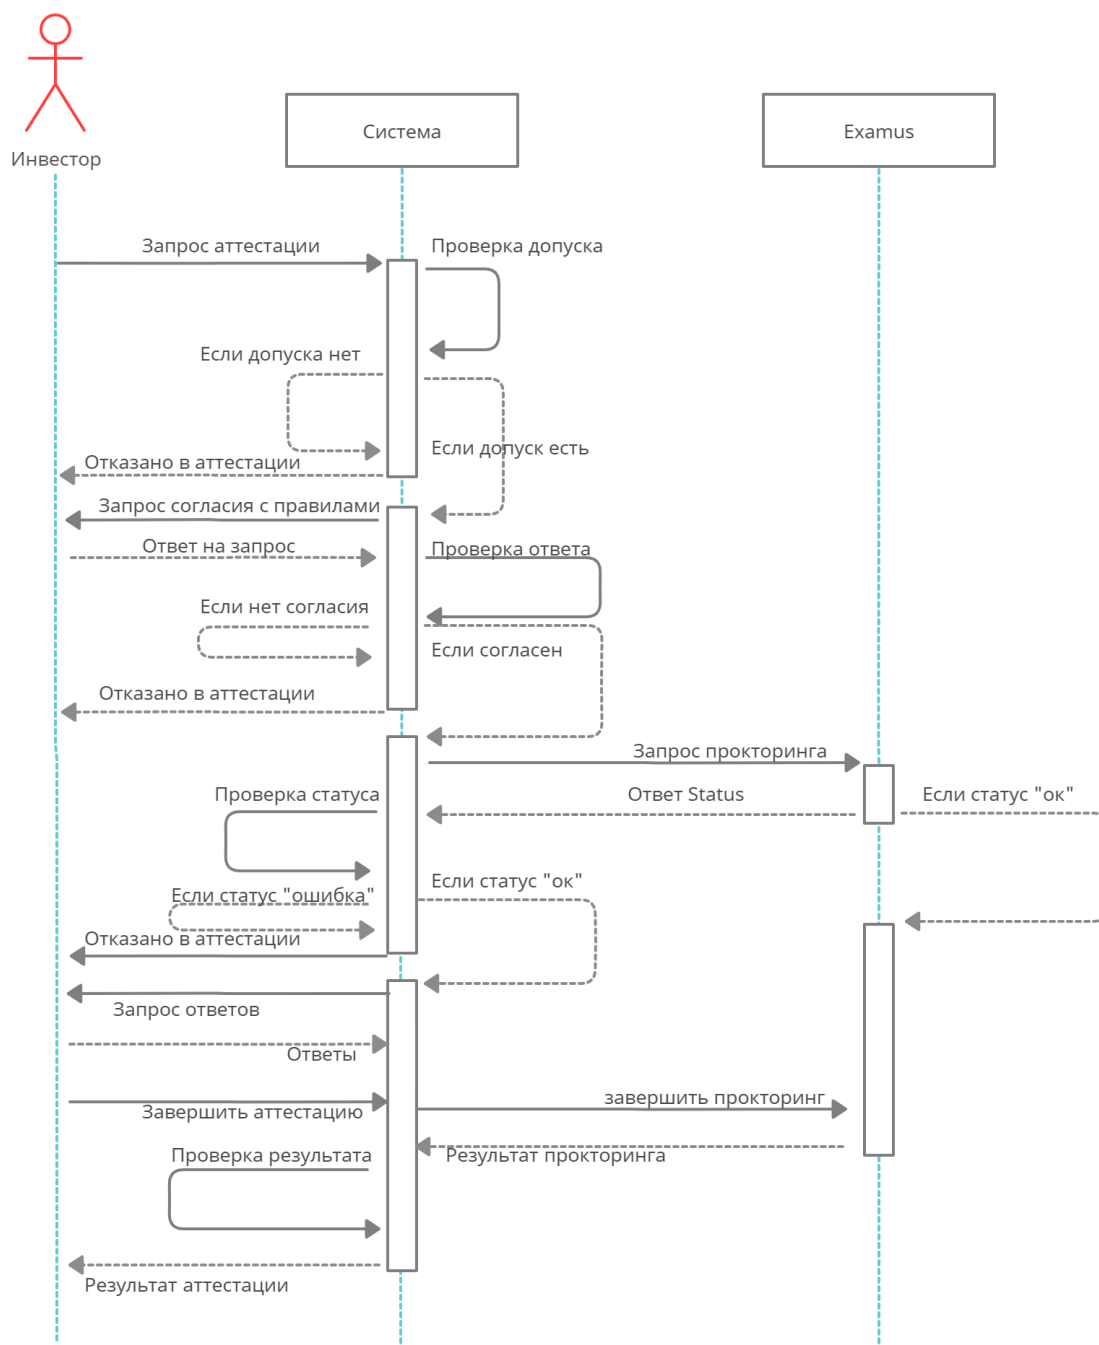 Инвестор
Система
Examus
Запрос аттестации
Проверка допуска
Если допуска нет
Если допуск есть
Отказано в аттестации
Запрос согласия с правилами
Ответ на запрос
Проверка ответа
Если нет согласия
Если согласен
Отказано в аттестации
Запрос прокторинга
Проверка статуса
Ответ Status
Если статус "ок"
Если статус "ошибка"
Если статус "ок"
Отказано в аттестации
Запрос ответов
Ответы
Завершить аттестацию
завершить прокторинг
Проверка результата
Результат прокторинга
Результат аттестации